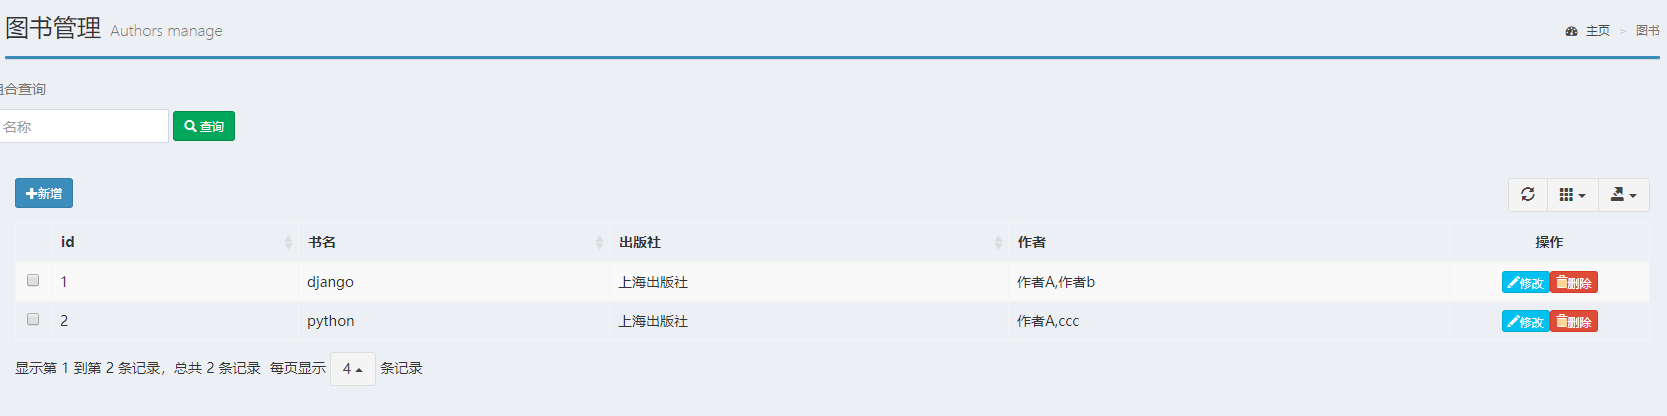 图书管理 Authors manage
主页 > 图书
组合查询
名称 查询
新增
id 书名 出版社 作者 操作
1 django 上海出版社 作者A,作者b 修改 删除
2 python 上海出版社 作者A,ccc 修改 删除
显示第 1 到第 2 条记录，总共 2 条记录 每页显示 4 条记录